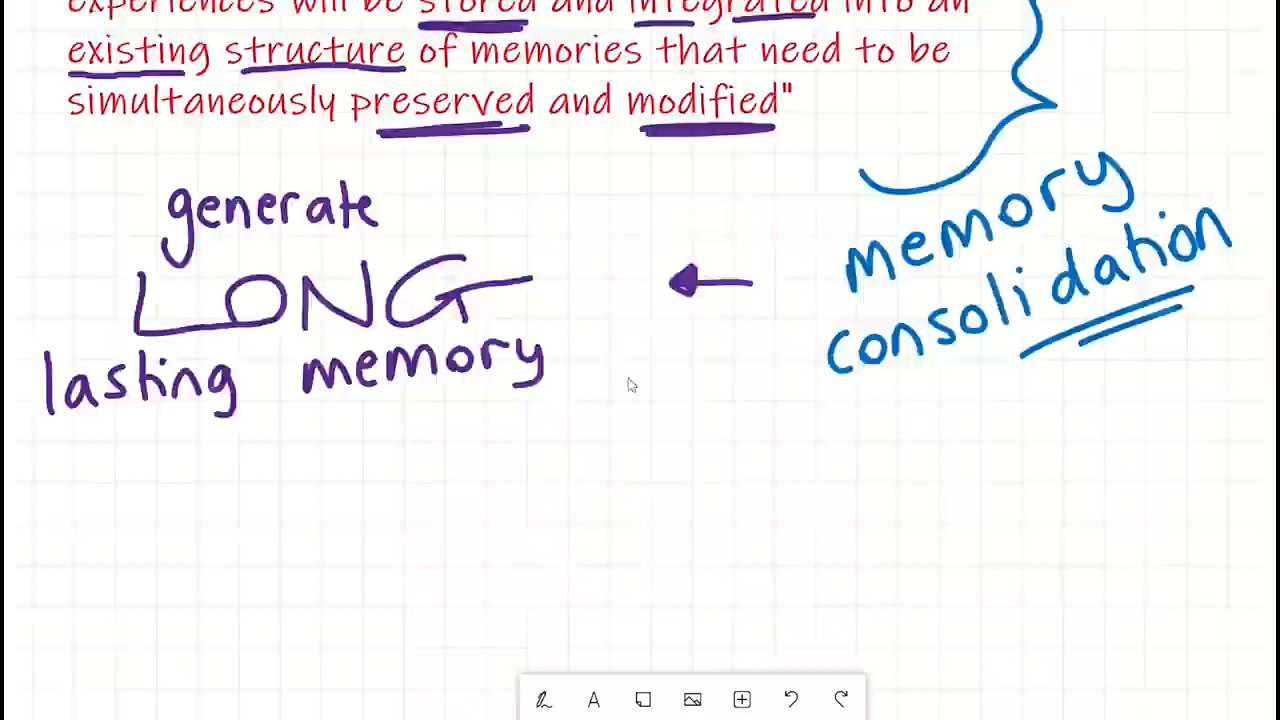 experiences will be stored and integrated into an
existing structure of memories that need to be
simultaneously preserved and modified"
generate
LONG
lasting memory
memory
consolidation